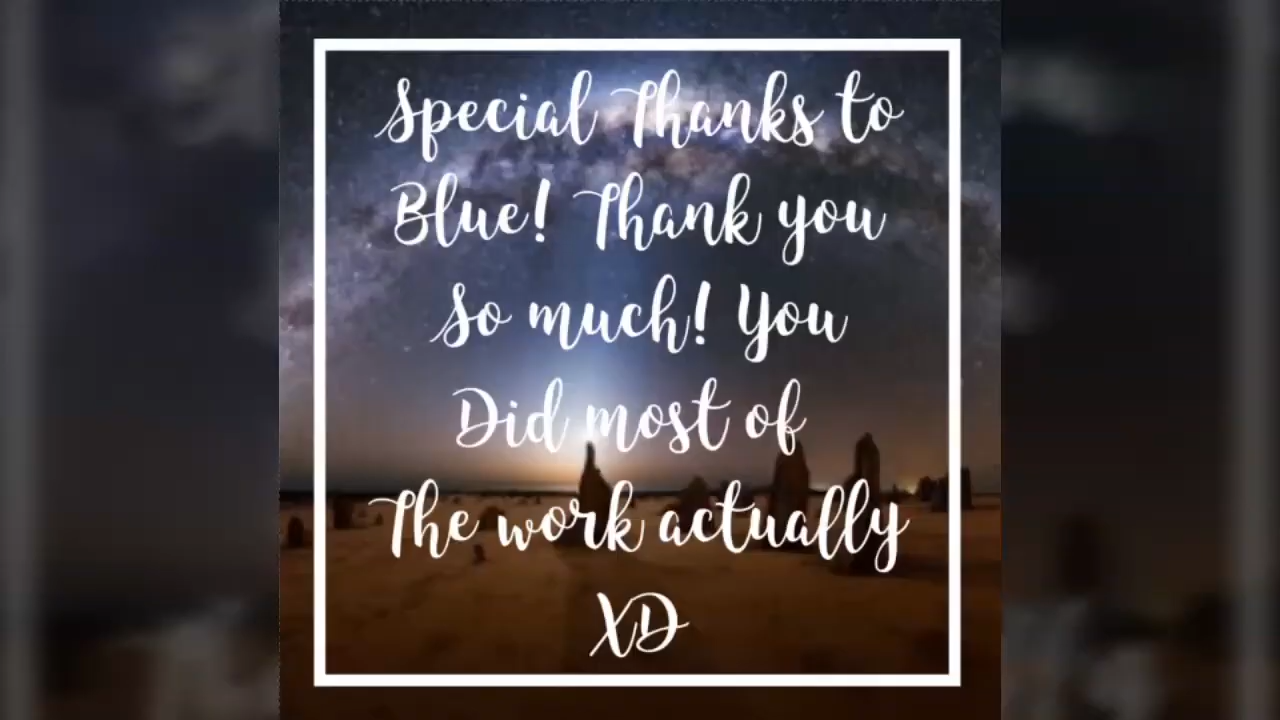 Special Thanks to
Blue! Thank you
So much! You
Did most of
The work actually
XD